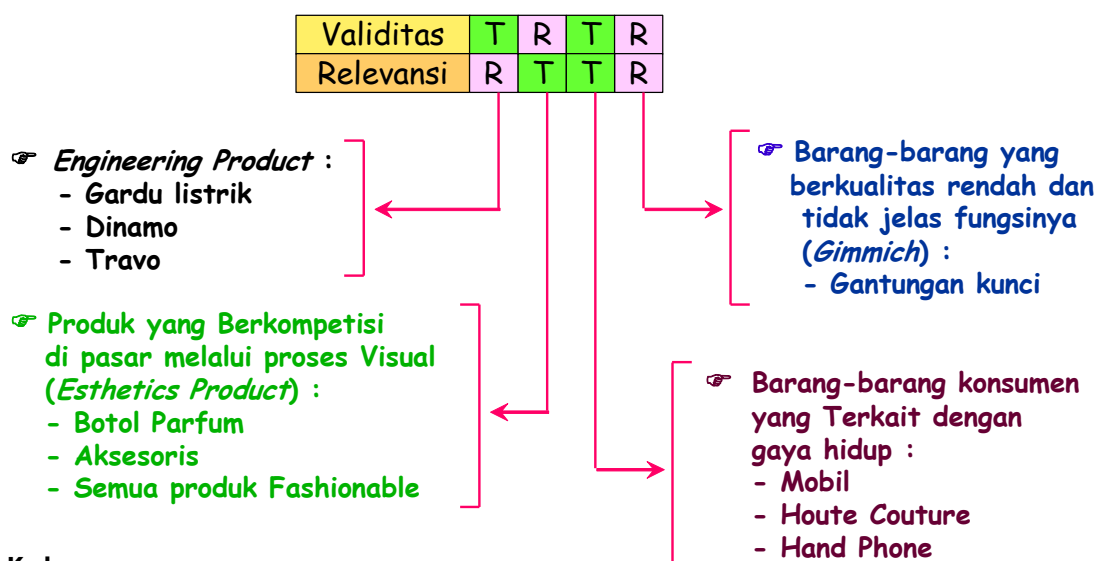 Validitas T R T R
Relevansi R T T R
☞ Engineering Product :
- Gardu listrik
- Dinamo
- Travo
☞ Produk yang Berkompetisi
di pasar melalui proses Visual
(Esthetics Product) :
- Botol Parfum
- Aksesoris
- Semua produk Fashionable
☞ Barang-barang yang
berkualitas rendah dan
tidak jelas fungsinya
(Gimmich) :
- Gantungan kunci
☞ Barang-barang konsumen
yang Terkait dengan
gaya hidup :
- Mobil
- Houte Couture
- Hand Phone